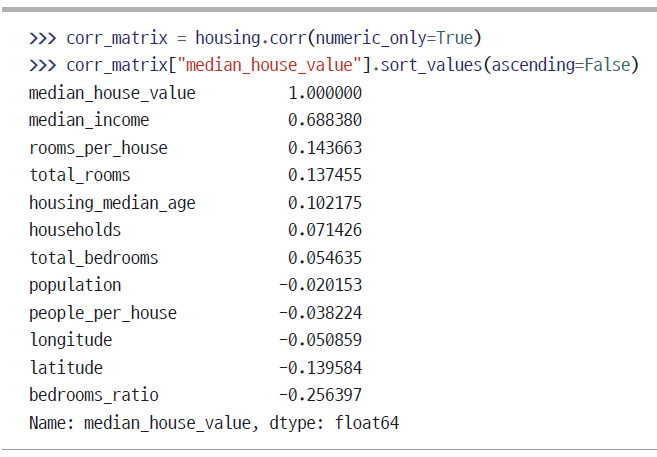 >>> corr_matrix = housing.corr(numeric_only=True)
>>> corr_matrix["median_house_value"].sort_values(ascending=False)
median_house_value 1.000000
median_income 0.688380
rooms_per_house 0.143663
total_rooms 0.137455
housing_median_age 0.102175
households 0.071426
total_bedrooms 0.054635
population -0.020153
people_per_house -0.038224
longitude -0.050859
latitude -0.139584
bedrooms_ratio -0.256397
Name: median_house_value, dtype: float64